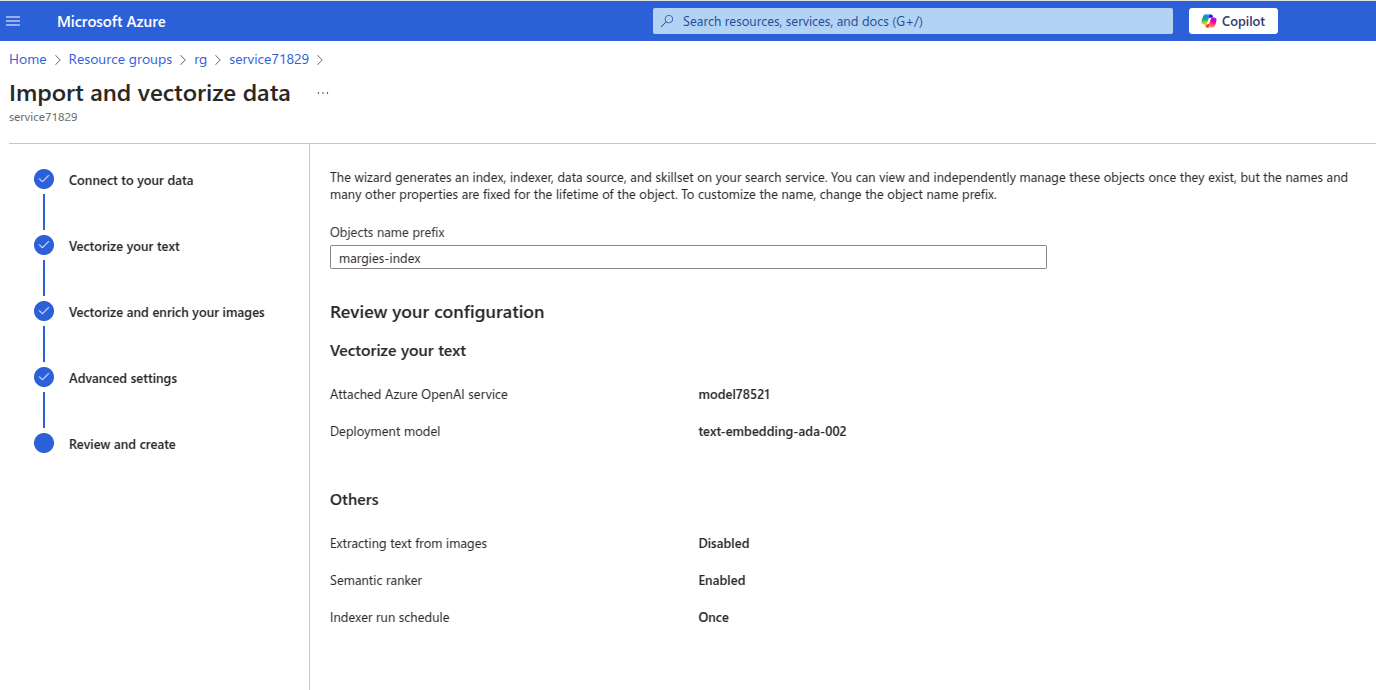 Microsoft Azure
Search resources, services, and docs (G+/)
Copilot
Home > Resource groups > rg > service71829 >
Import and vectorize data ...
service71829
Connect to your data
Vectorize your text
Vectorize and enrich your images
Advanced settings
Review and create
The wizard generates an index, indexer, data source, and skillset on your search service. You can view and independently manage these objects once they exist, but the names and
many other properties are fixed for the lifetime of the object. To customize the name, change the object name prefix.
Objects name prefix
margies-index
Review your configuration
Vectorize your text
Attached Azure OpenAI service model78521
Deployment model text-embedding-ada-002
Others
Extracting text from images Disabled
Semantic ranker Enabled
Indexer run schedule Once